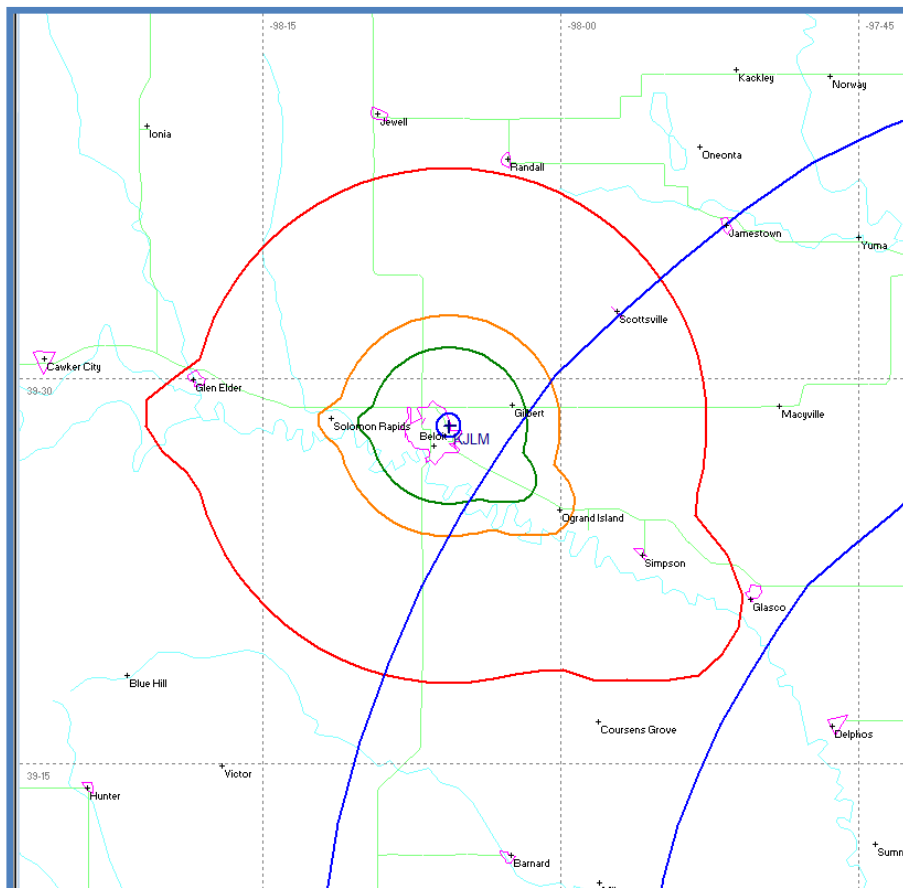 -98-15
-98-00
-97-45
Kackley
Norway
Jewell
Ionia
Oneonta
Randall
Jamestown
Yuma
Scottsville
Cawker City
Glen Elder
39-30
Gilbert
Macyville
Solomon Rapids
Beloit
KJLM
Ogrand Island
Simpson
Glasco
Blue Hill
Coursens Grove
Delphos
39-15
Victor
Hunter
Barnard